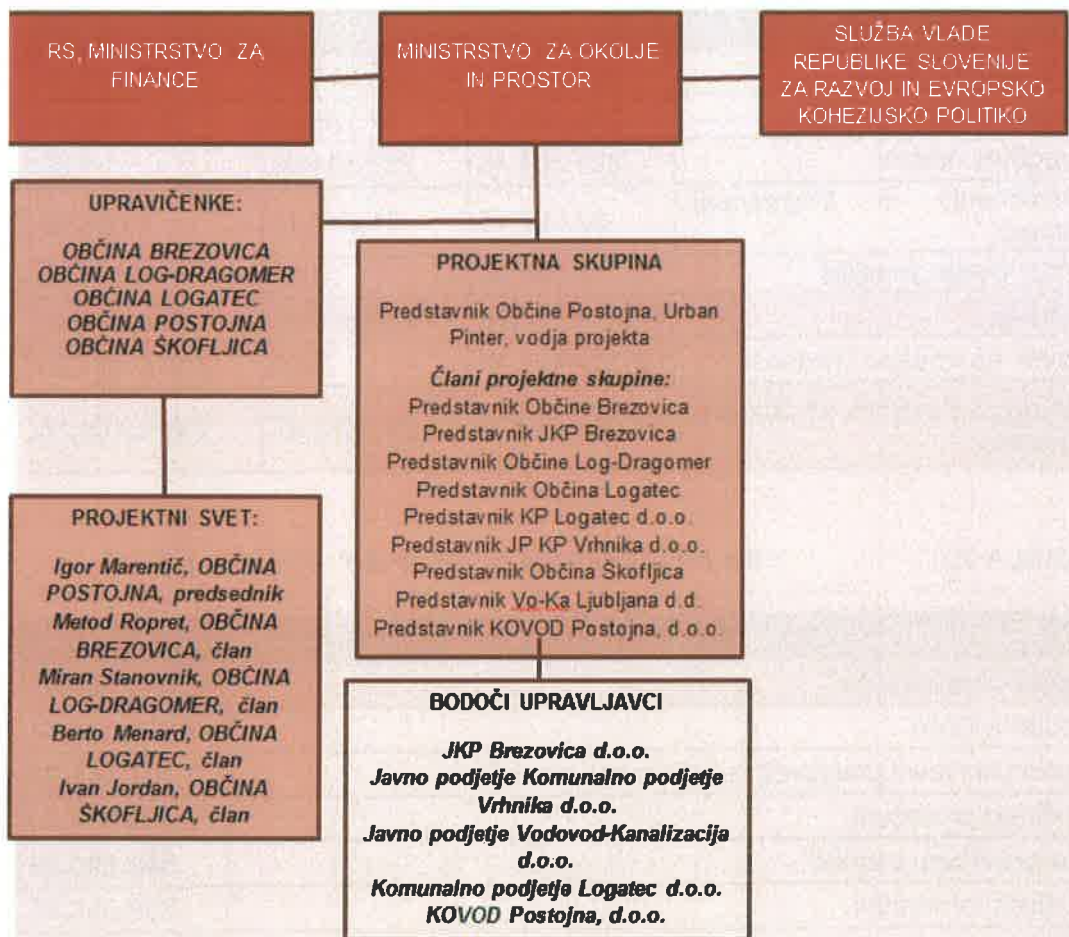 RS, MINISTRSTVO ZA
FINANCE
MINISTRSTVO ZA OKOLJE
IN PROSTOR
SLUŽBA VLADE
REPUBLIKE SLOVENIJE
ZA RAZVOJ IN EVROPSKO
KOHEZIJSKO POLITIKO
UPRAVIČENKE:
OBČINA BREZOVICA
OBČINA LOG-DRAGOMER
OBČINA LOGATEC
OBČINA POSTOJNA
OBČINA ŠKOFLJICA
PROJEKTNA SKUPINA
Predstavnik Občine Postojna, Urban
Pinter, vodja projekta
Člani projektne skupine:
Predstavnik Občine Brezovica
Predstavnik JKP Brezovica
Predstavnik Občine Log-Dragomer
Predstavnik Občina Logatec
Predstavnik KP Logatec d.o.o.
Predstavnik JP KP Vrhnika d.o.o.
Predstavnik Občina Škofljica
Predstavnik Vo-Ka Ljubljana d.d.
Predstavnik KOVOD Postojna, d.o.o.
PROJEKTNI SVET:
Igor Marentič, OBČINA
POSTOJNA, predsednik
Metod Ropret, OBČINA
BREZOVICA, član
Miran Stanovnik, OBČINA
LOG-DRAGOMER, član
Berto Menard, OBČINA
LOGATEC, član
Ivan Jordan, OBČINA
ŠKOFLJICA, član
BODOČI UPRAVLJAVCI
JKP Brezovica d.o.o.
Javno podjetje Komunalno podjetje
Vrhnika d.o.o.
Javno podjetje Vodovod-Kanalizacija
d.o.o.
Komunalno podjetje Logatec d.o.o.
KOVOD Postojna, d.o.o.